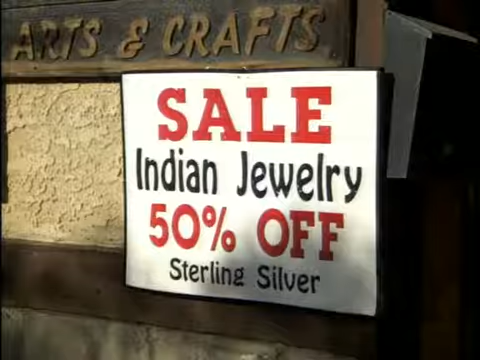 ARTS & CRAFTS
SALE
Indian Jewelry
50% OFF
Sterling Silver